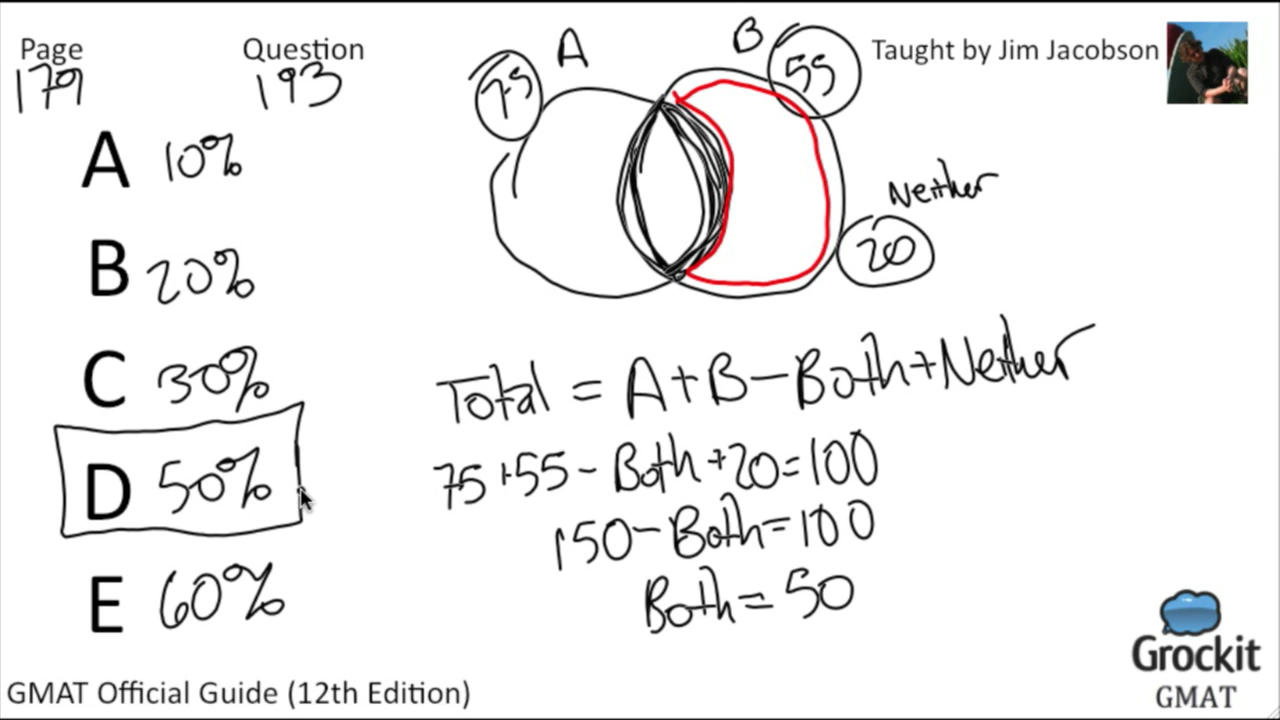 Page
179
Question
193
A
75
B
55
Taught by Jim Jacobson
Neither
20
A 10%
B 20%
C 30%
D 50%
E 60%
Total = A+B-Both+Nether
75+55-Both+20=100
150-Both=100
Both=50
GMAT Official Guide (12th Edition)
Grockit
GMAT